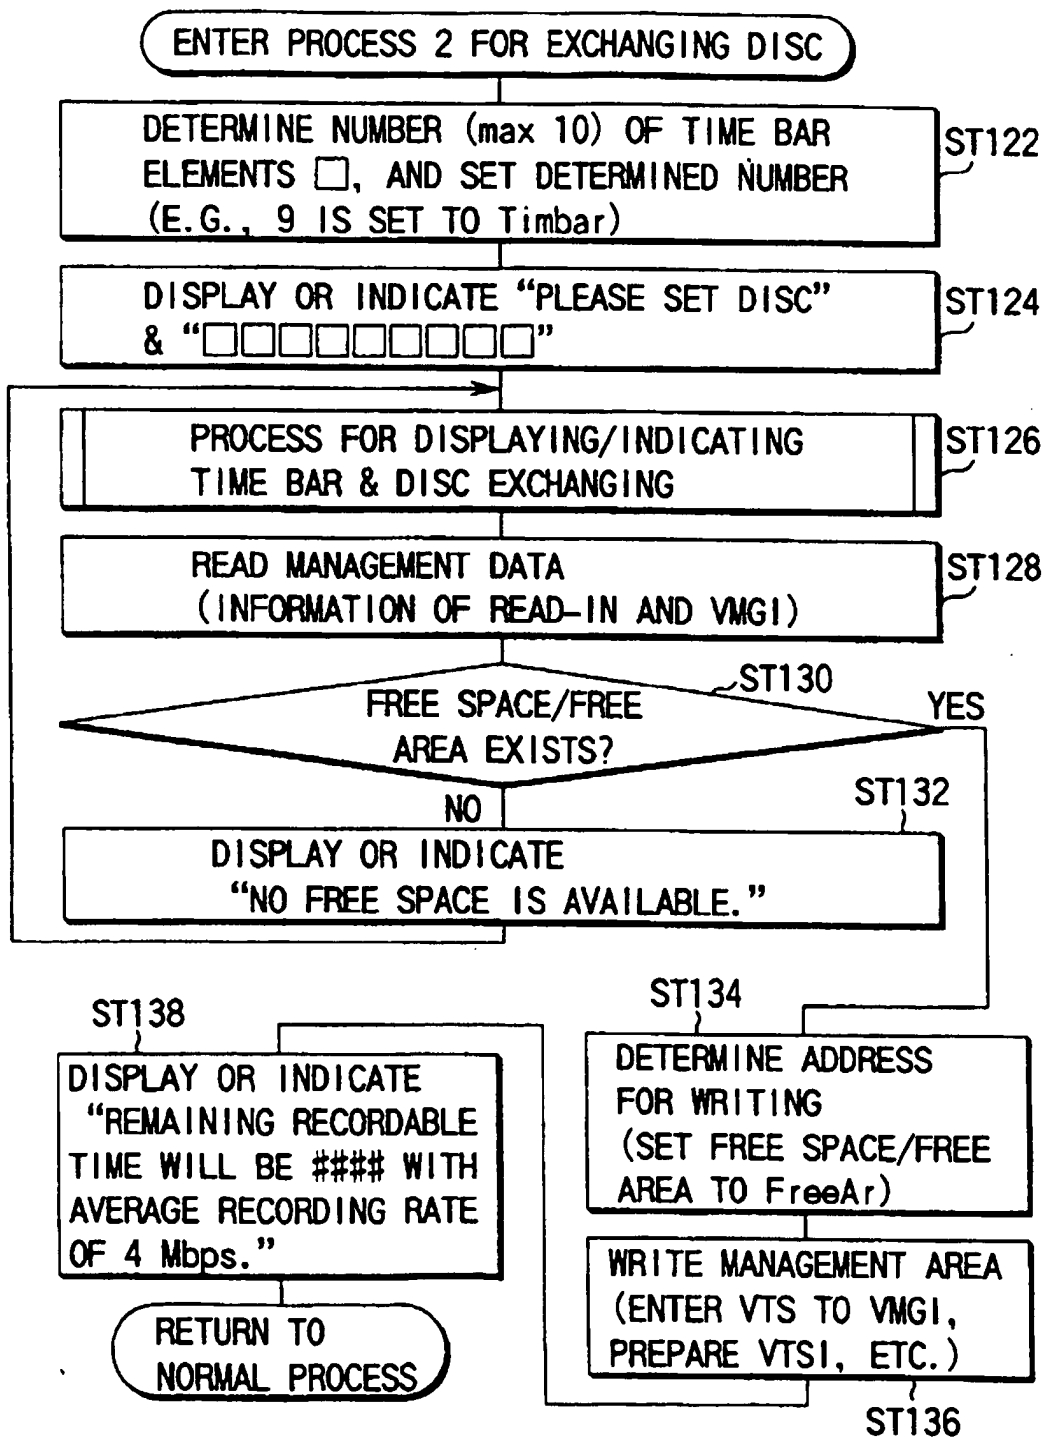 ENTER PROCESS 2 FOR EXCHANGING DISC
DETERMINE NUMBER (max 10) OF TIME BAR
ELEMENTS □, AND SET DETERMINED NUMBER
(E.G., 9 IS SET TO Timbar)
ST122
DISPLAY OR INDICATE “PLEASE SET DISC”
& “□□□□□□□□□”
ST124
PROCESS FOR DISPLAYING/INDICATING
TIME BAR & DISC EXCHANGING
ST126
READ MANAGEMENT DATA
(INFORMATION OF READ-IN AND VMGI)
ST128
ST130
FREE SPACE/FREE
AREA EXISTS?
YES
NO
ST132
DISPLAY OR INDICATE
“NO FREE SPACE IS AVAILABLE.”
ST134
DETERMINE ADDRESS
FOR WRITING
(SET FREE SPACE/FREE
AREA TO FreeAr)
WRITE MANAGEMENT AREA
(ENTER VTS TO VMGI,
PREPARE VTSI, ETC.)
ST136
ST138
DISPLAY OR INDICATE
“REMAINING RECORDABLE
TIME WILL BE #### WITH
AVERAGE RECORDING RATE
OF 4 Mbps.”
RETURN TO
NORMAL PROCESS